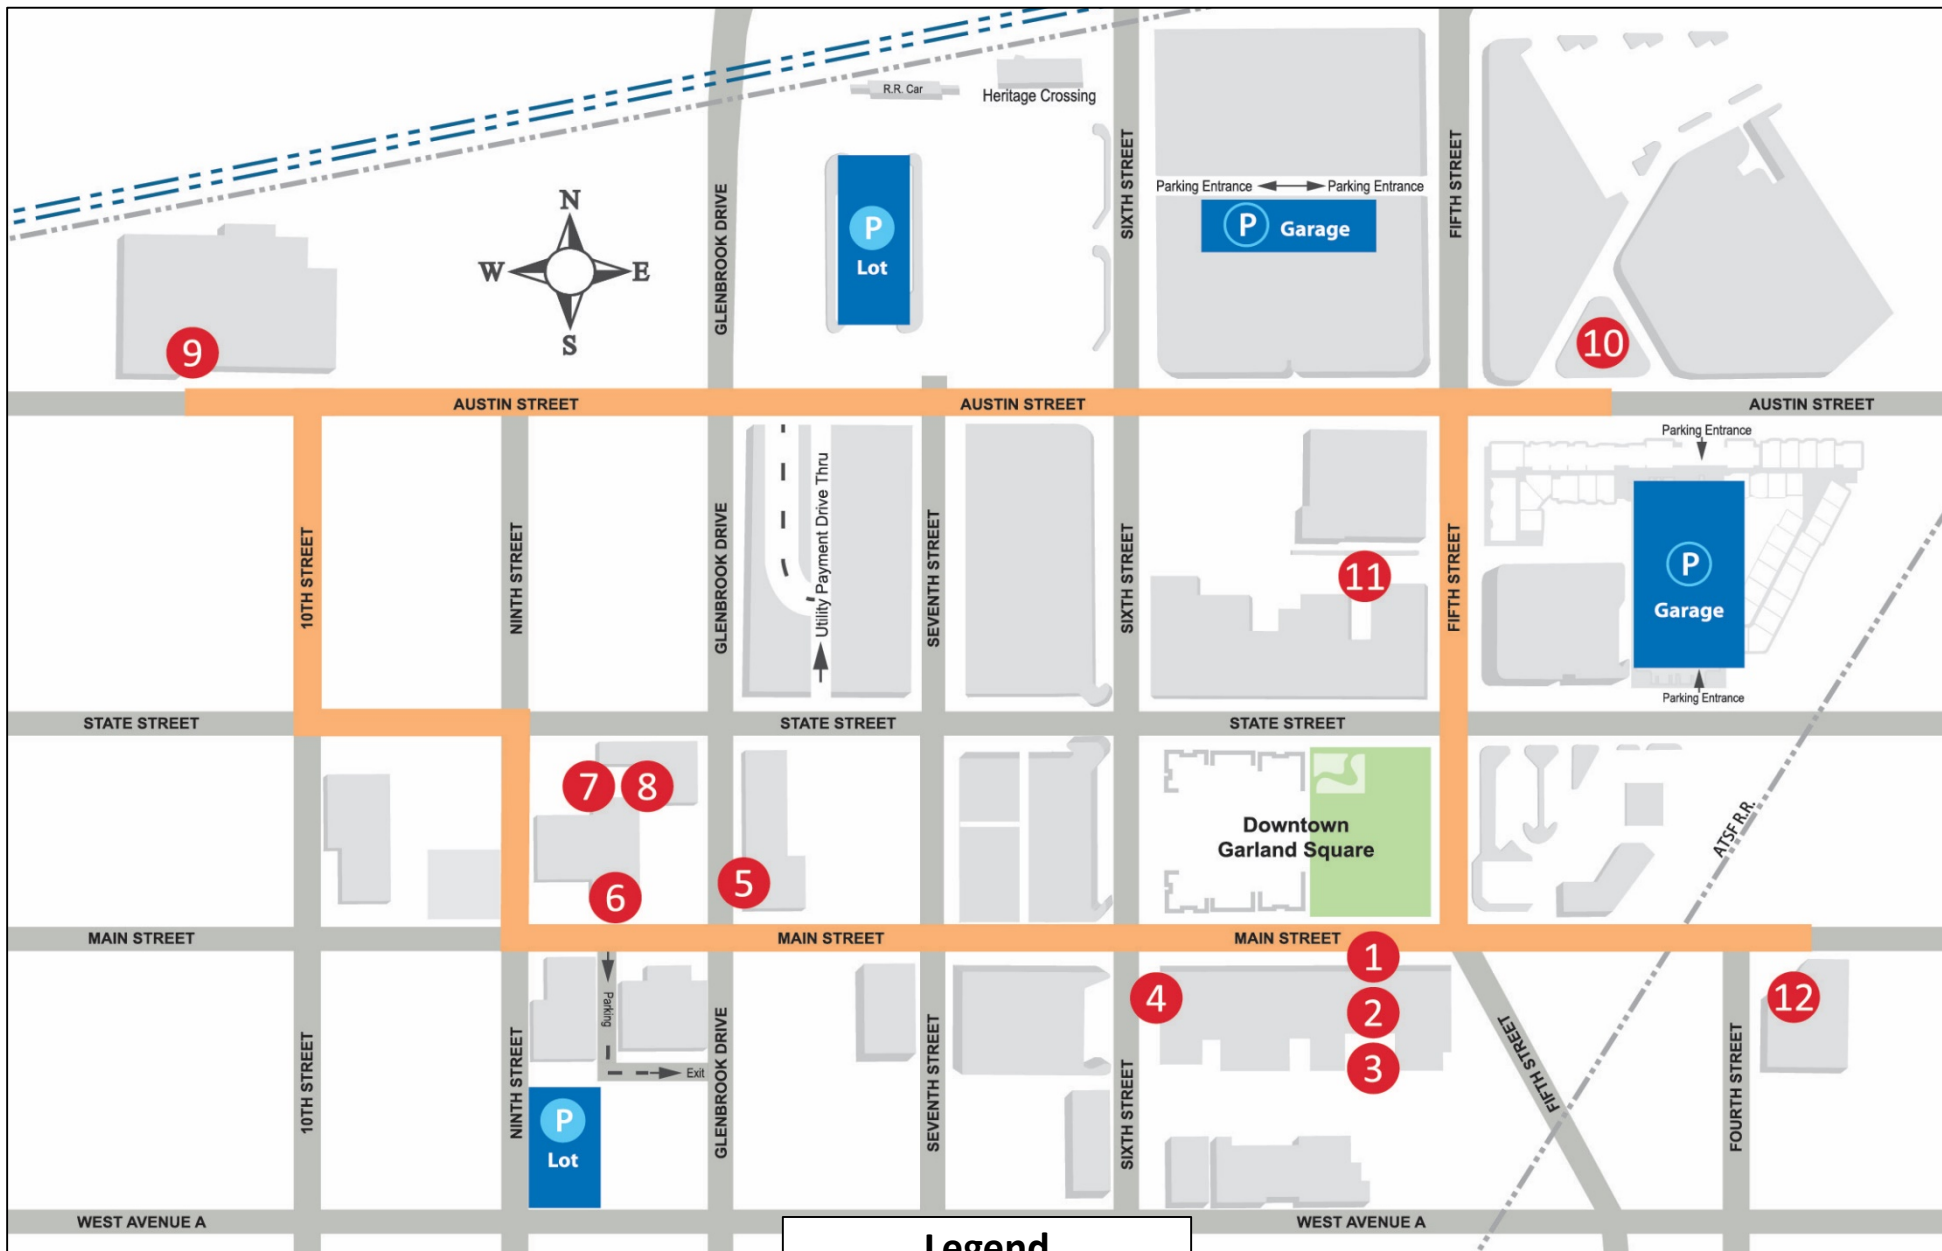 R.R. Car
Heritage Crossing
SIXTH STREET
FIFTH STREET
GLENBROOK DRIVE
Parking Entrance
Parking Entrance
P
Garage
P
Lot
N
W
E
S
9
10
AUSTIN STREET
AUSTIN STREET
AUSTIN STREET
Parking Entrance
10TH STREET
NINTH STREET
GLENBROOK DRIVE
Utility Payment Drive Thru
SEVENTH STREET
SIXTH STREET
11
FIFTH STREET
P
Garage
Parking Entrance
STATE STREET
STATE STREET
STATE STREET
7
8
5
6
Downtown
Garland Square
ATSF R.R.
MAIN STREET
MAIN STREET
MAIN STREET
1
2
3
4
12
Parking
Exit
10TH STREET
NINTH STREET
GLENBROOK DRIVE
SEVENTH STREET
SIXTH STREET
FIFTH STREET
FOURTH STREET
P
Lot
WEST AVENUE A
WEST AVENUE A
Legend